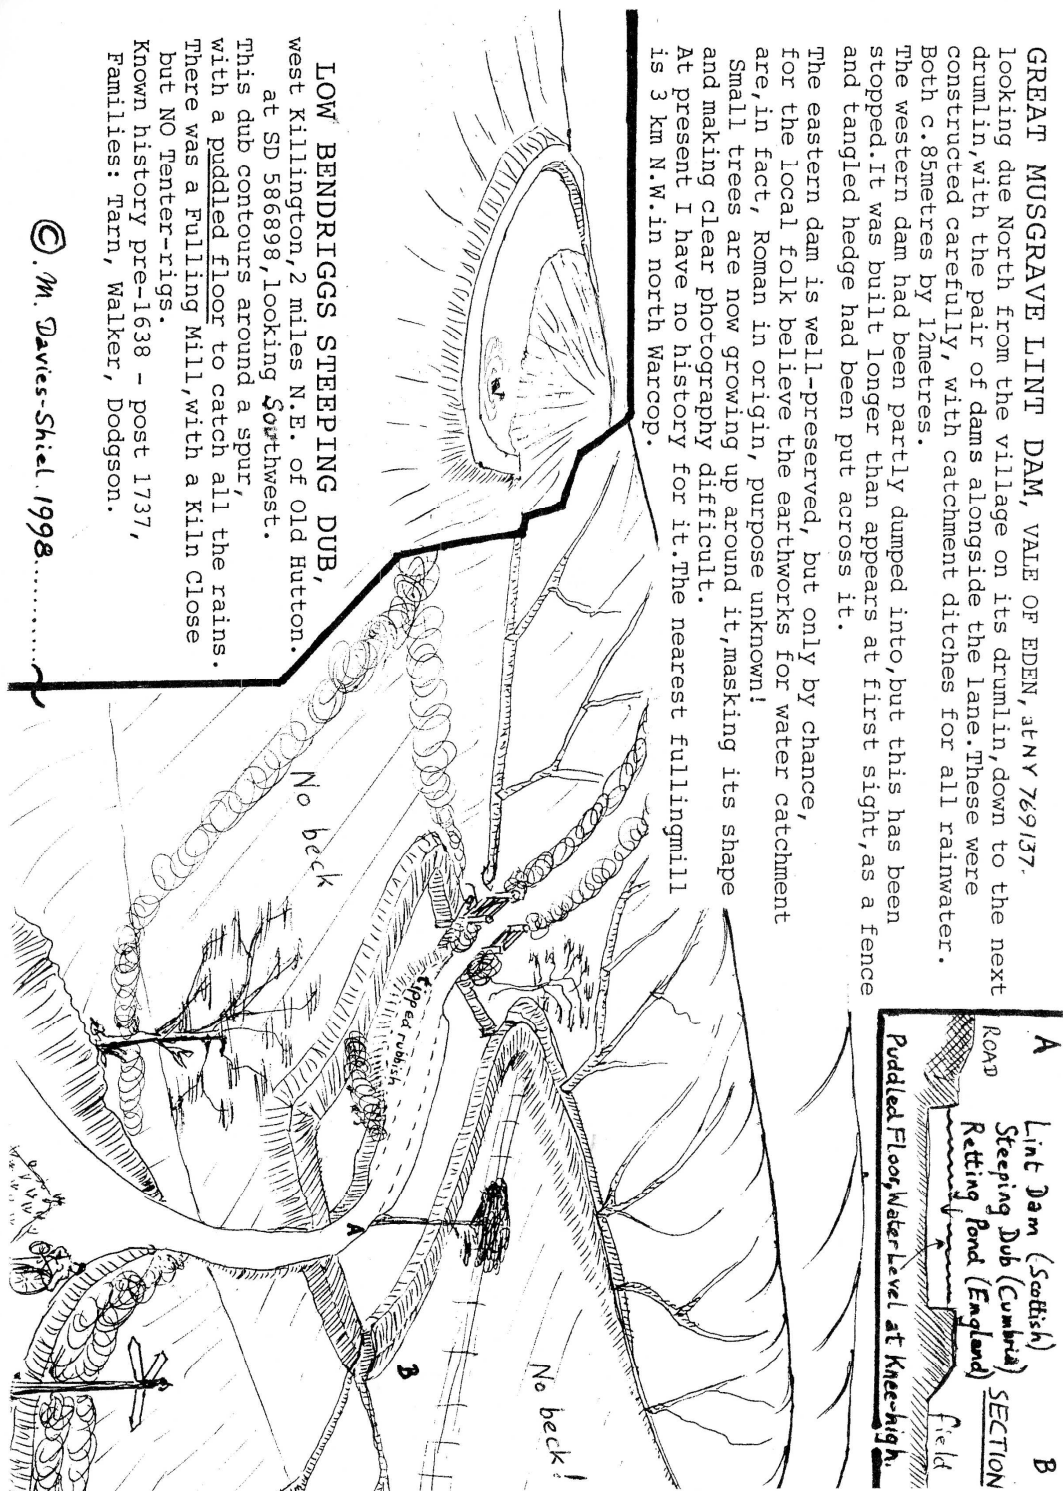 GREAT MUSGRAVE LINT DAM, VALE OF EDEN, at NY 769137.
looking due North from the village on its drumlin,down to the next
drumlin,with the pair of dams alongside the lane.These were
constructed carefully, with catchment ditches for all rainwater.
Both c.85metres by 12metres.
The western dam had been partly dumped into,but this has been
stopped.It was built longer than appears at first sight,as a fence
and tangled hedge had been put across it.
The eastern dam is well-preserved, but only by chance,
for the local folk believe the earthworks for water catchment
are,in fact, Roman in origin, purpose unknown!
Small trees are now growing up around it,masking its shape
and making clear photography difficult.
At present I have no history for it.The nearest fullingmill
is 3 km N.W.in north Warcop.
A
B
Lint Dam (Scottish)
Steeping Dub (Cumbria)
Retting Pond (England)
SECTION
ROAD
field
Puddled Floor,Water Level at Knee-high.
LOW BENDRIGGS STEEPING DUB,
west Killington,2 miles N.E. of Old Hutton.
at SD 586898,looking Southwest.
This dub contours around a spur,
with a puddled floor to catch all the rains.
There was a Fulling Mill,with a Kiln Close
but NO Tenter-rigs.
Known history pre-1638 - post 1737,
Families: Tarn, Walker, Dodgson.
©. M. Davies-Shiel 1998..........
No beck
tipped rubbish
A
B
No beck!